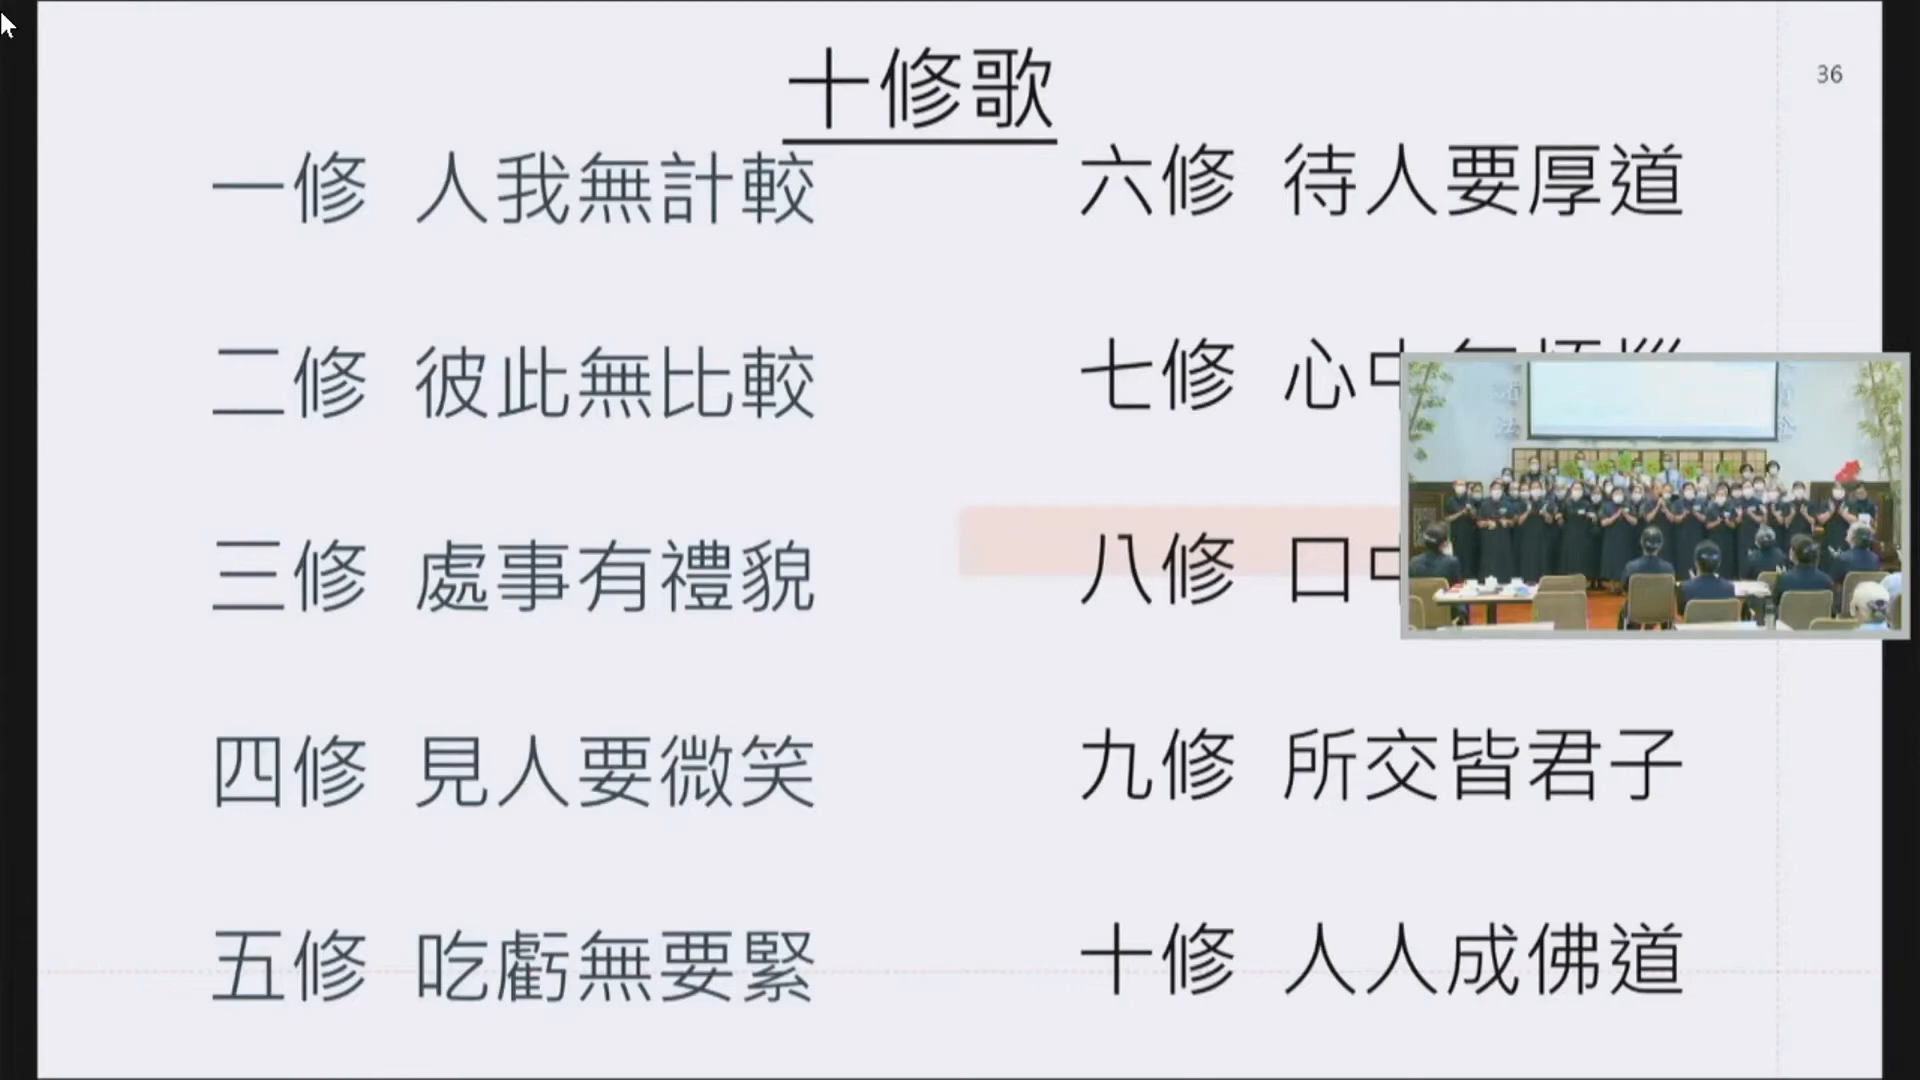 十修歌
36
一修 人我無計較
二修 彼此無比較
三修 處事有禮貌
四修 見人要微笑
五修 吃虧無要緊
六修 待人要厚道
七修 心中無煩惱
八修 口中
九修 所交皆君子
十修 人人成佛道